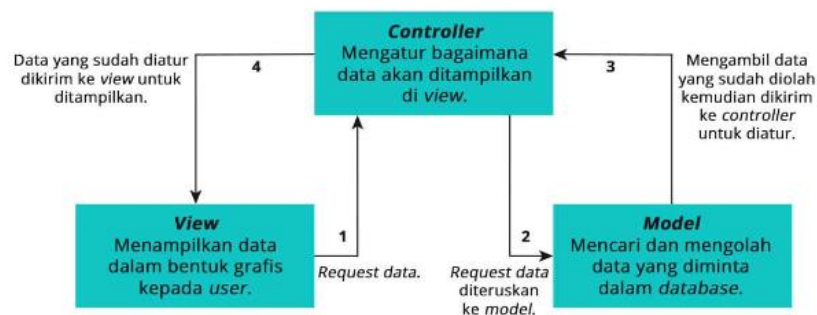 Controller
Mengatur bagaimana
data akan ditampilkan
di view.
Data yang sudah diatur
dikirim ke view untuk
ditampilkan.
4
3
Mengambil data
yang sudah diolah
kemudian dikirim
ke controller
untuk diatur.
View
Menampilkan data
dalam bentuk grafis
kepada user.
1
Request data.
2
Request data
diteruskan
ke model.
Model
Mencari dan mengolah
data yang diminta
dalam database.